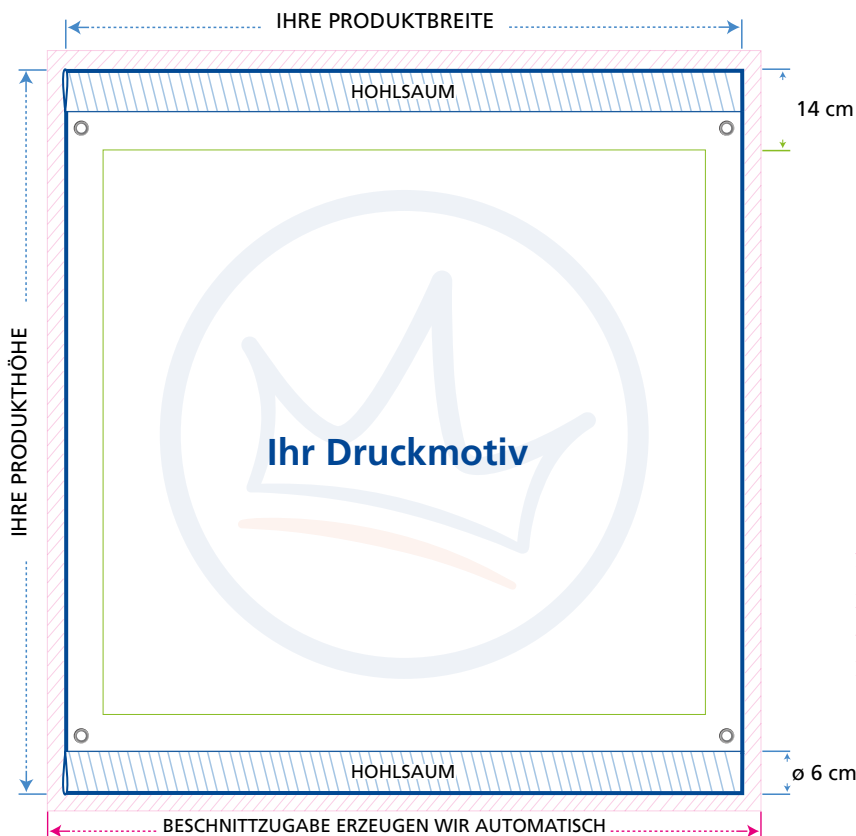 IHRE PRODUKTBREITE
HOHLSAUM
14 cm
IHRE PRODUKTHÖHE
Ihr Druckmotiv
HOHLSAUM
ø 6 cm
BESCHNITTZUGABE ERZEUGEN WIR AUTOMATISCH